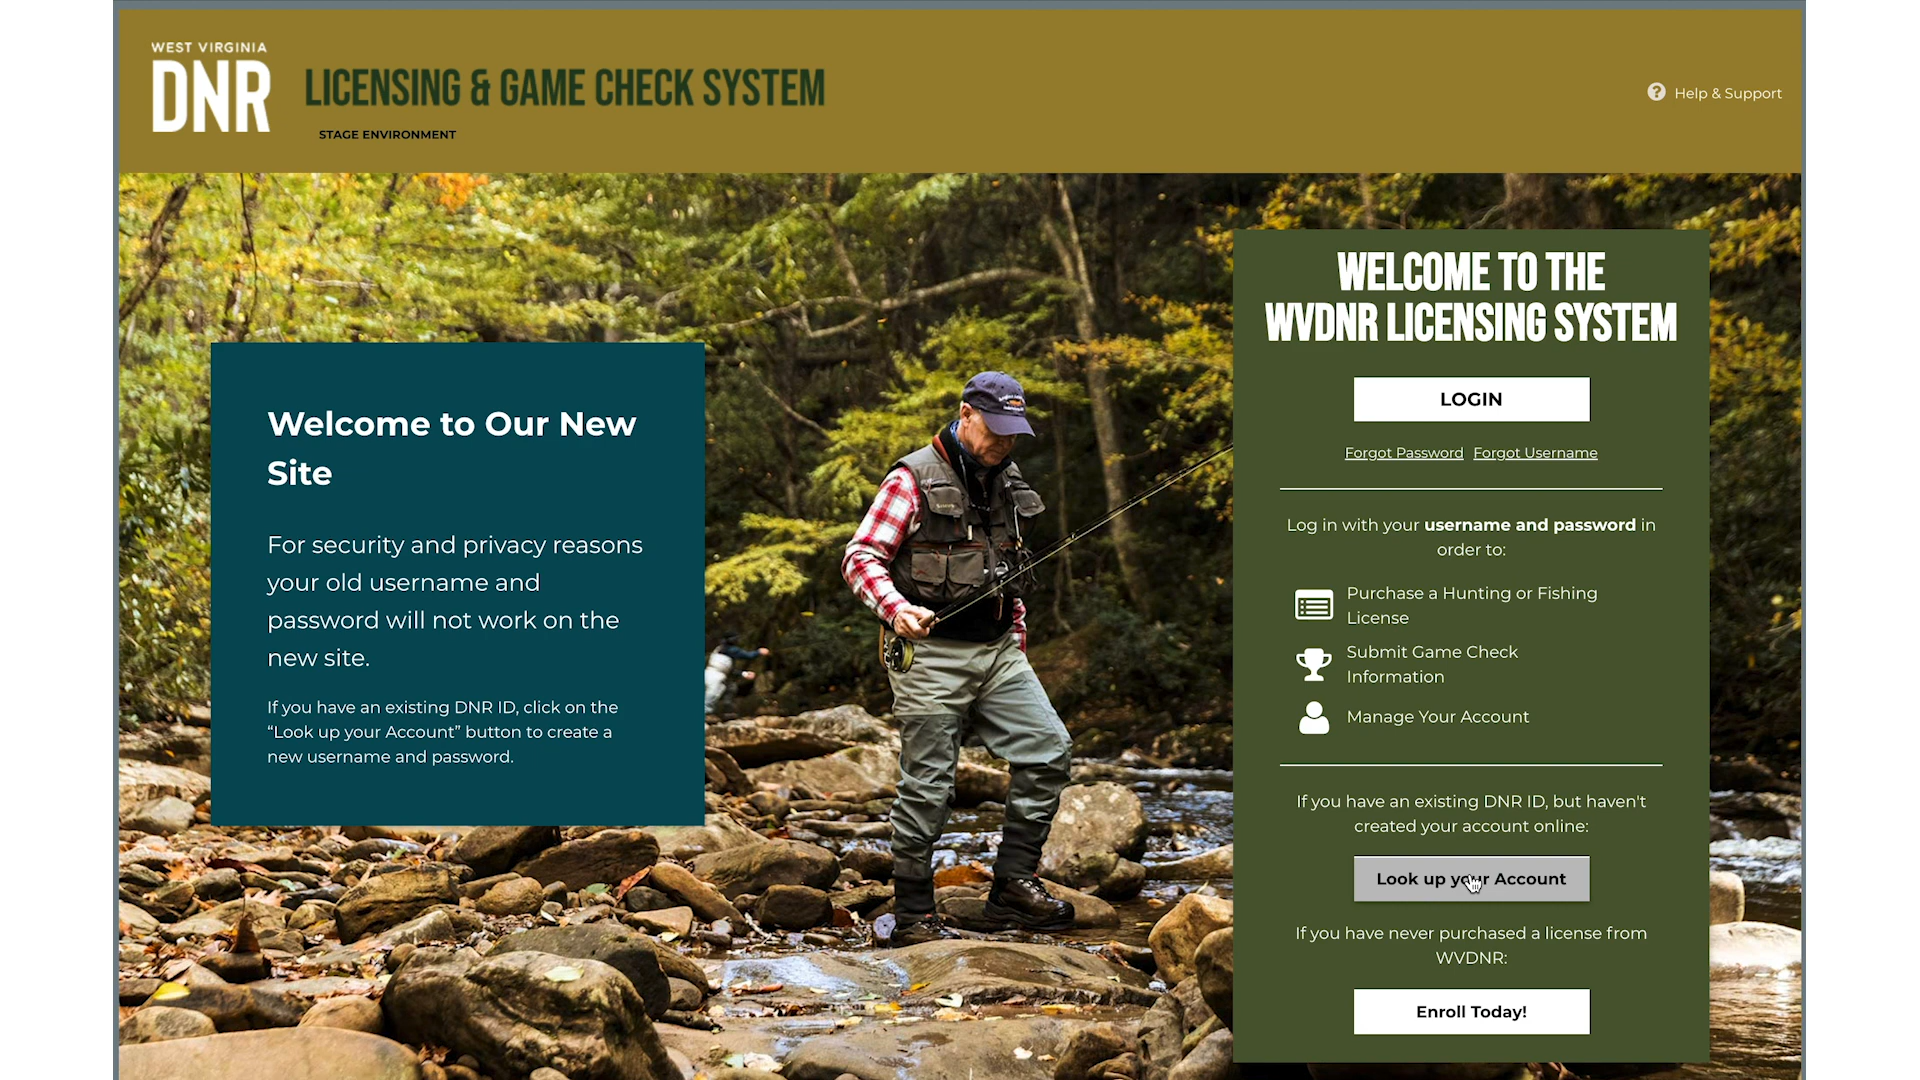 WEST VIRGINIA
DNR
LICENSING & GAME CHECK SYSTEM
STAGE ENVIRONMENT
Help & Support
Welcome to Our New
Site
For security and privacy reasons
your old username and
password will not work on the
new site.
If you have an existing DNR ID, click on the
“Look up your Account” button to create a
new username and password.
WELCOME TO THE
WVDNR LICENSING SYSTEM
LOGIN
Forgot Password Forgot Username
Log in with your username and password in
order to:
Purchase a Hunting or Fishing
License
Submit Game Check
Information
Manage Your Account
If you have an existing DNR ID, but haven't
created your account online:
Look up your Account
If you have never purchased a license from
WVDNR:
Enroll Today!